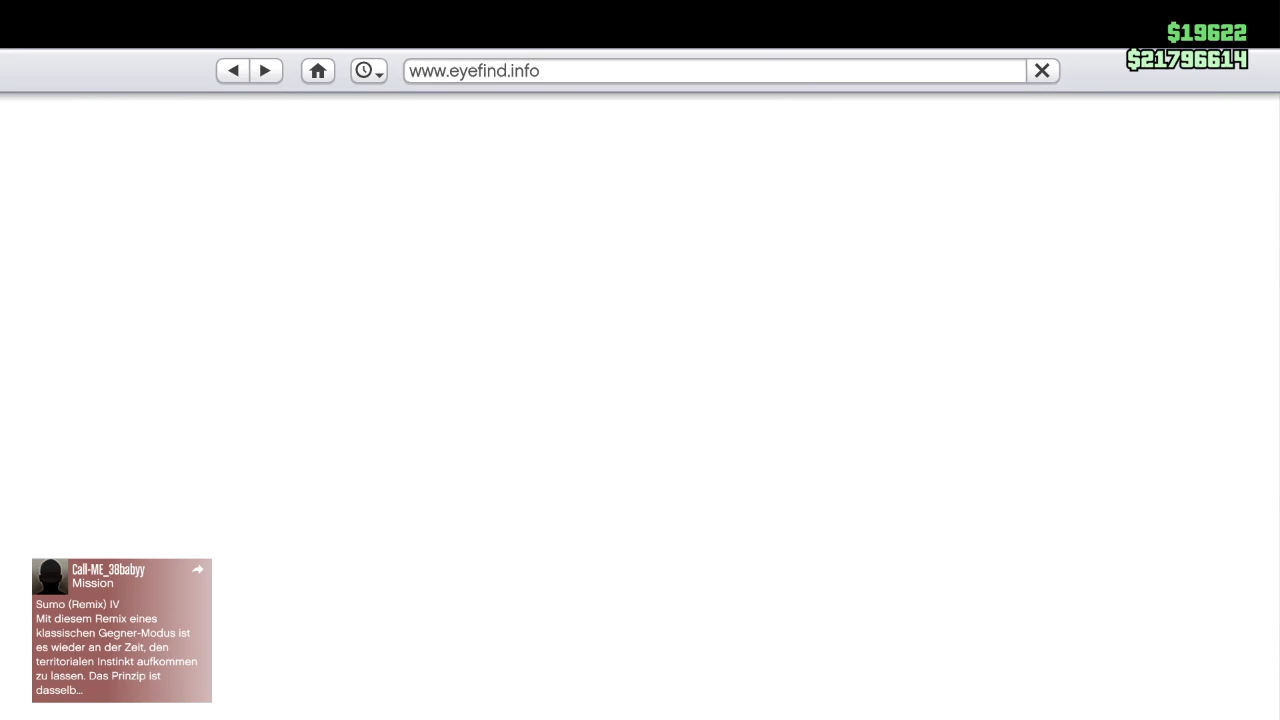 $19622
$21796614
www.eyefind.info
Call-ME_38babyy
Mission
Sumo (Remix) IV
Mit diesem Remix eines
klassischen Gegner-Modus ist
es wieder an der Zeit, den
territorialen Instinkt aufkommen
zu lassen. Das Prinzip ist
dasselb...